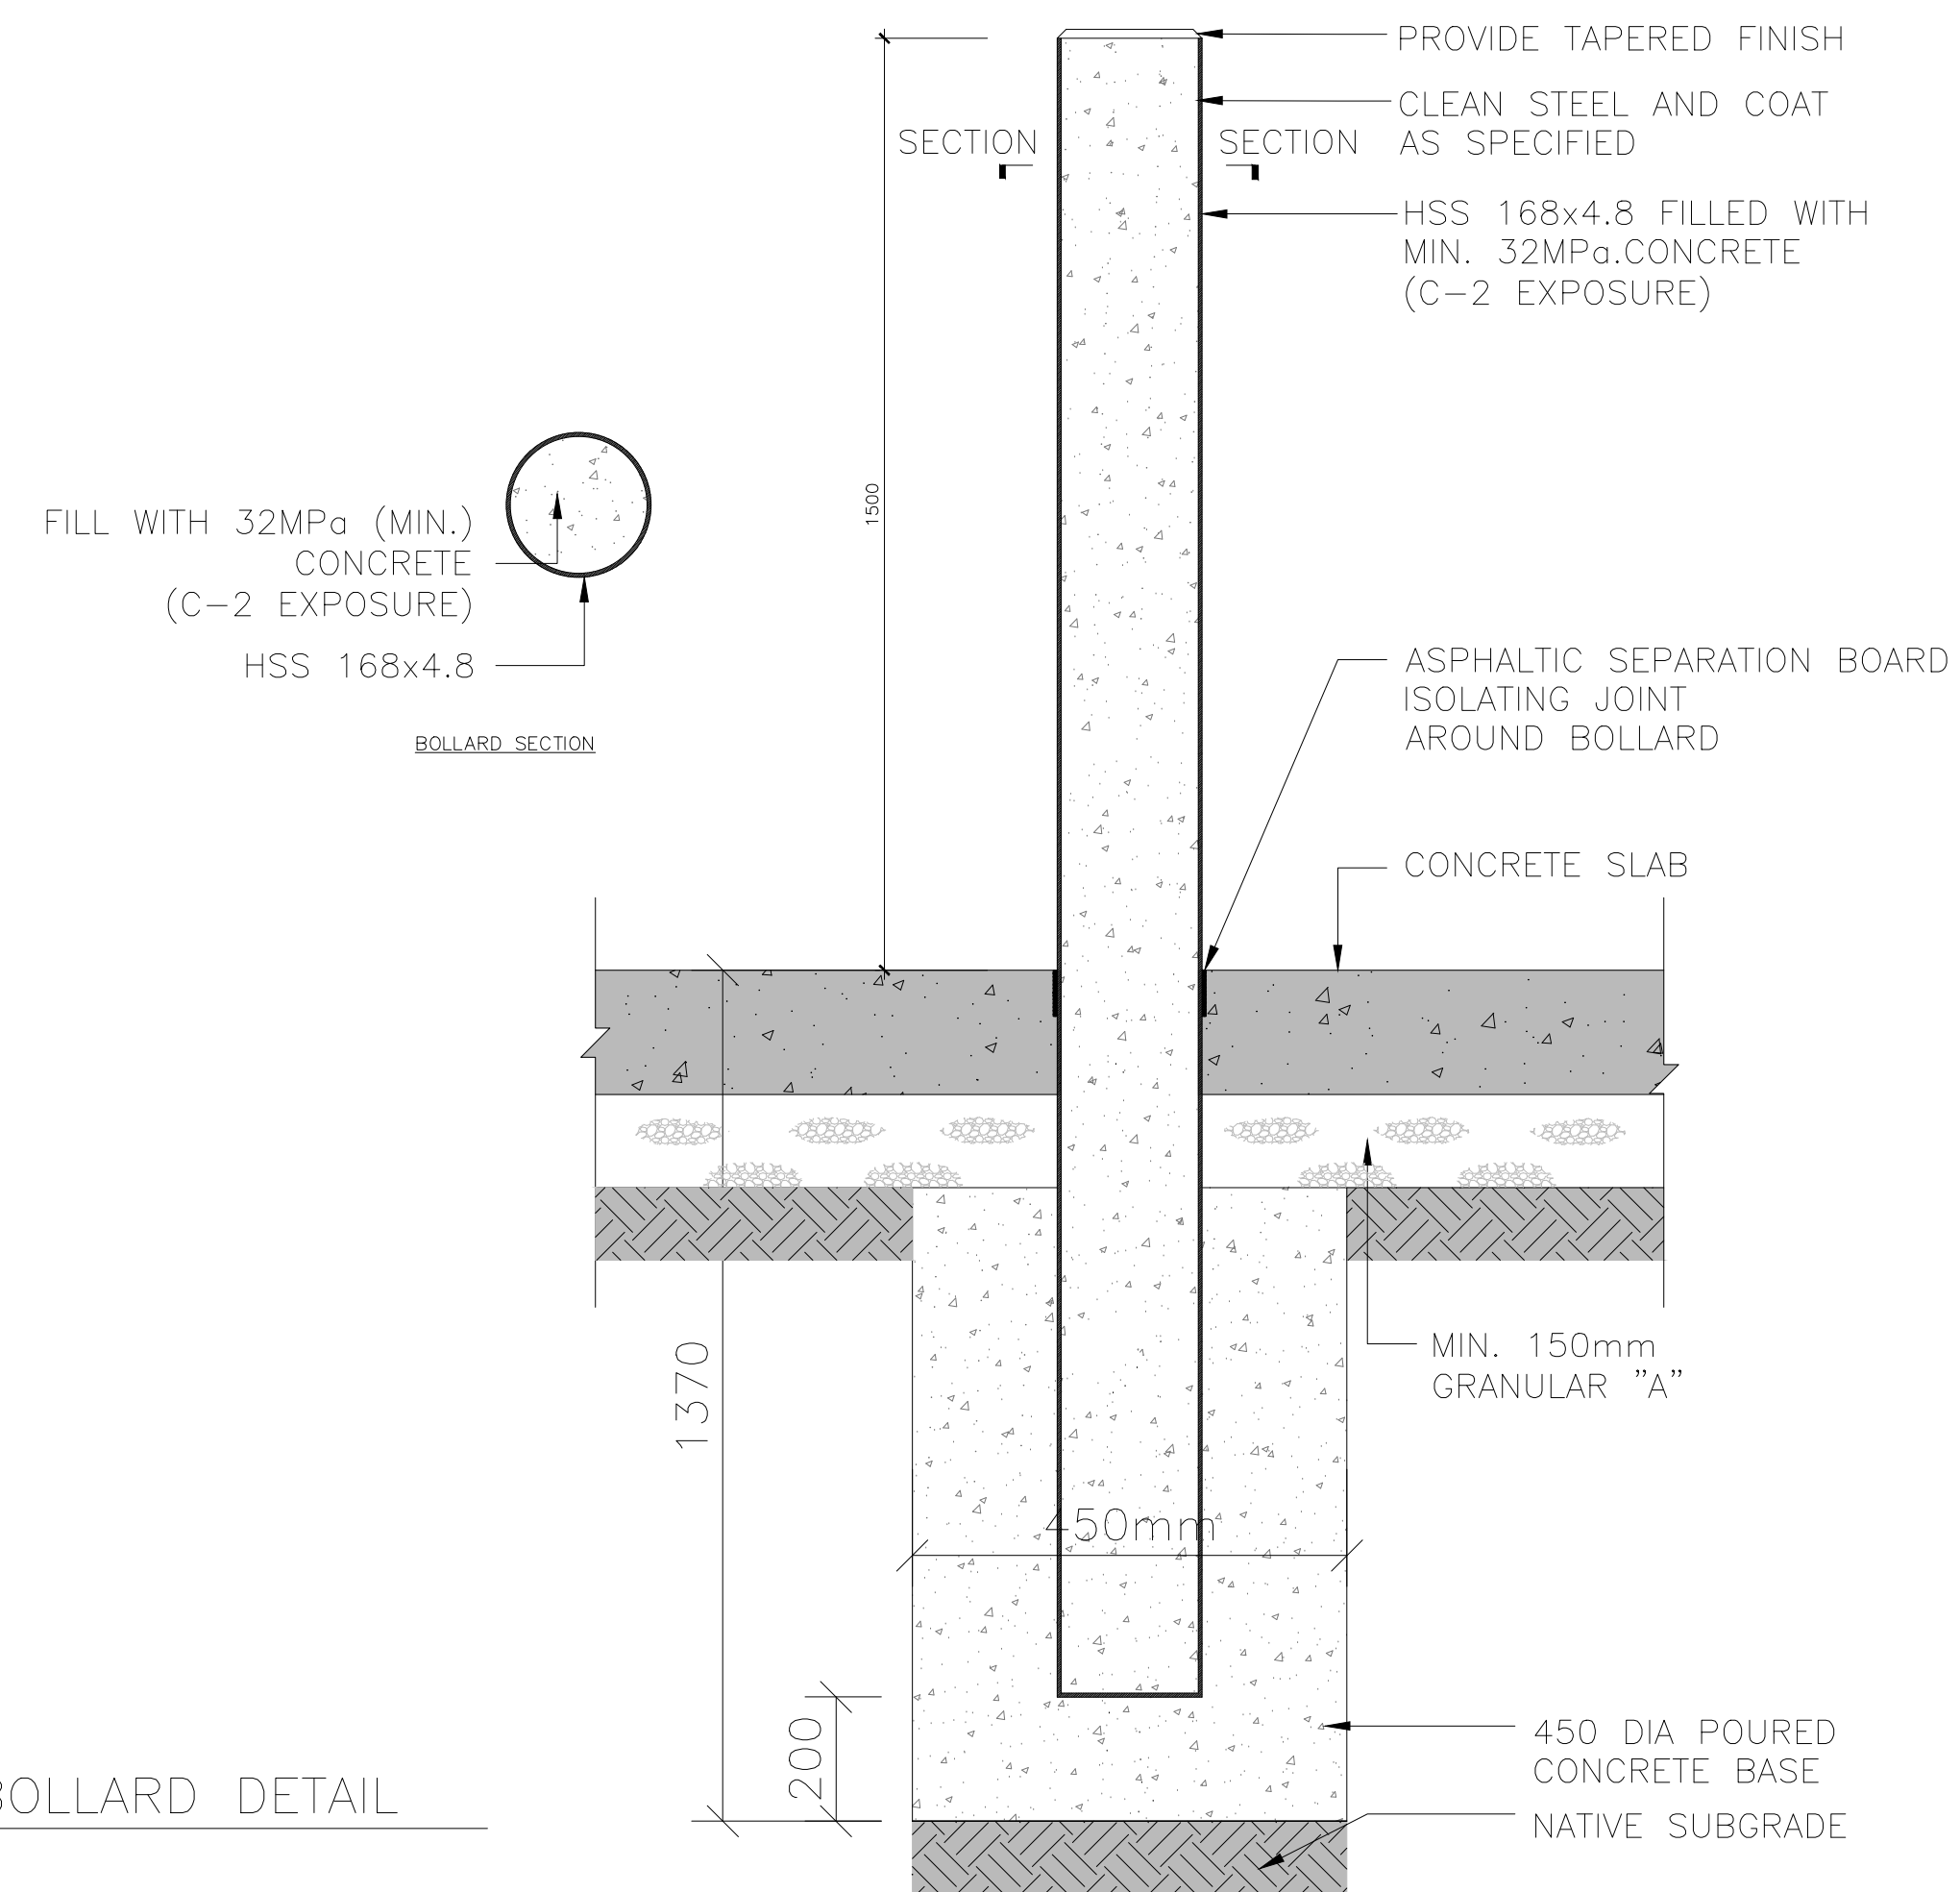 PROVIDE TAPERED FINISH
CLEAN STEEL AND COAT
AS SPECIFIED
SECTION
SECTION
HSS 168x4.8 FILLED WITH
MIN. 32MPa.CONCRETE
(C-2 EXPOSURE)
1500
FILL WITH 32MPa (MIN.)
CONCRETE
(C-2 EXPOSURE)
HSS 168x4.8
BOLLARD SECTION
ASPHALTIC SEPARATION BOARD
ISOLATING JOINT
AROUND BOLLARD
CONCRETE SLAB
1370
MIN. 150mm
GRANULAR "A"
450mm
200
450 DIA POURED
CONCRETE BASE
NATIVE SUBGRADE
BOLLARD DETAIL